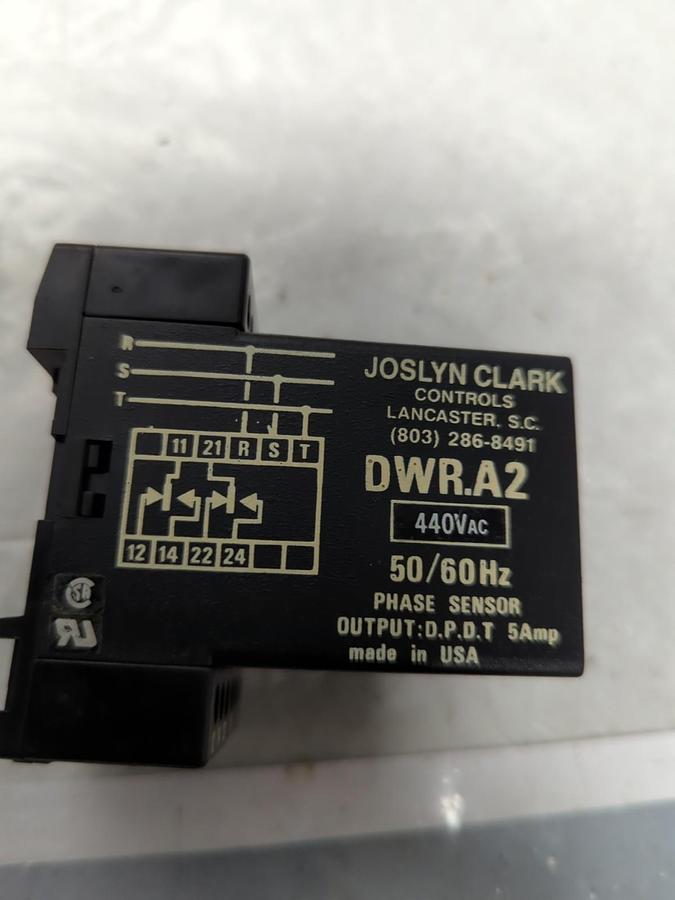 R
S
T
11 21 R S T
12 14 22 24
JOSLYN CLARK
CONTROLS
LANCASTER, S.C.
(803) 286-8491
DWR.A2
440VAC
50/60Hz
PHASE SENSOR
OUTPUT:D.P.D.T 5Amp
made in USA